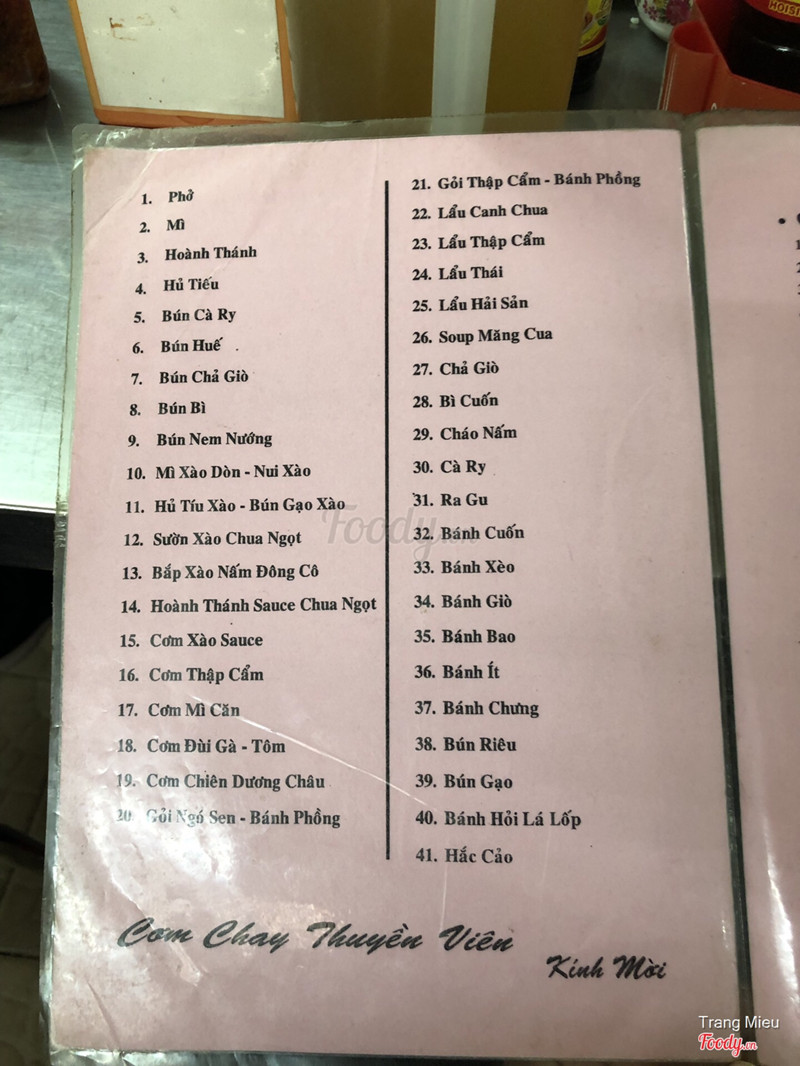 HOISI
1. Phở
2. Mì
3. Hoành Thánh
4. Hủ Tiếu
5. Bún Cà Ry
6. Bún Huế
7. Bún Chả Giò
8. Bún Bì
9. Bún Nem Nướng
10. Mì Xào Dòn - Nui Xào
11. Hủ Tíu Xào - Bún Gạo Xào
12. Sườn Xào Chua Ngọt
13. Bắp Xào Nấm Đông Cô
14. Hoành Thánh Sauce Chua Ngọt
15. Cơm Xào Sauce
16. Cơm Thập Cẩm
17. Cơm Mì Căn
18. Cơm Đùi Gà - Tôm
19. Cơm Chiên Dương Châu
20. Gỏi Ngó Sen - Bánh Phồng
21. Gỏi Thập Cẩm - Bánh Phồng
22. Lẩu Canh Chua
23. Lẩu Thập Cẩm
24. Lẩu Thái
25. Lẩu Hải Sản
26. Soup Măng Cua
27. Chả Giò
28. Bì Cuốn
29. Cháo Nấm
30. Cà Ry
31. Ra Gu
32. Bánh Cuốn
33. Bánh Xèo
34. Bánh Giò
35. Bánh Bao
36. Bánh Ít
37. Bánh Chưng
38. Bún Riêu
39. Bún Gạo
40. Bánh Hỏi Lá Lốp
41. Hắc Cảo
Cơm Chay Thuyền Viên
Kính Mời
Foody.vn
Trang Mieu
Foody.vn